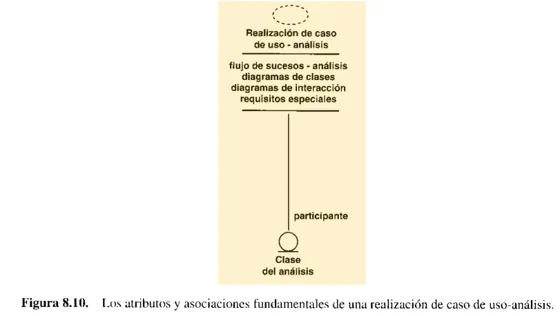 Realización de caso
de uso - análisis
flujo de sucesos - análisis
diagramas de clases
diagramas de interacción
requisitos especiales
participante
Clase
del análisis
Figura 8.10. Los atributos y asociaciones fundamentales de una realización de caso de uso-análisis.